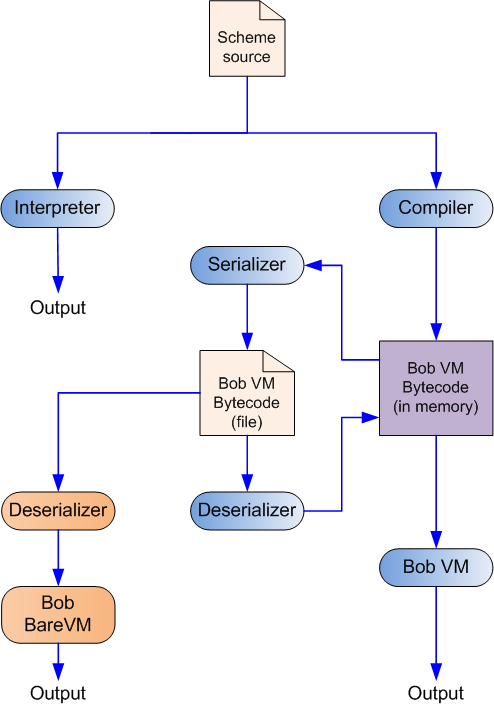 Scheme
source
Interpreter
Compiler
Serializer
Output
Bob VM
Bytecode
(in memory)
Bob VM
Bytecode
(file)
Deserializer
Deserializer
Bob VM
Bob
BareVM
Output
Output